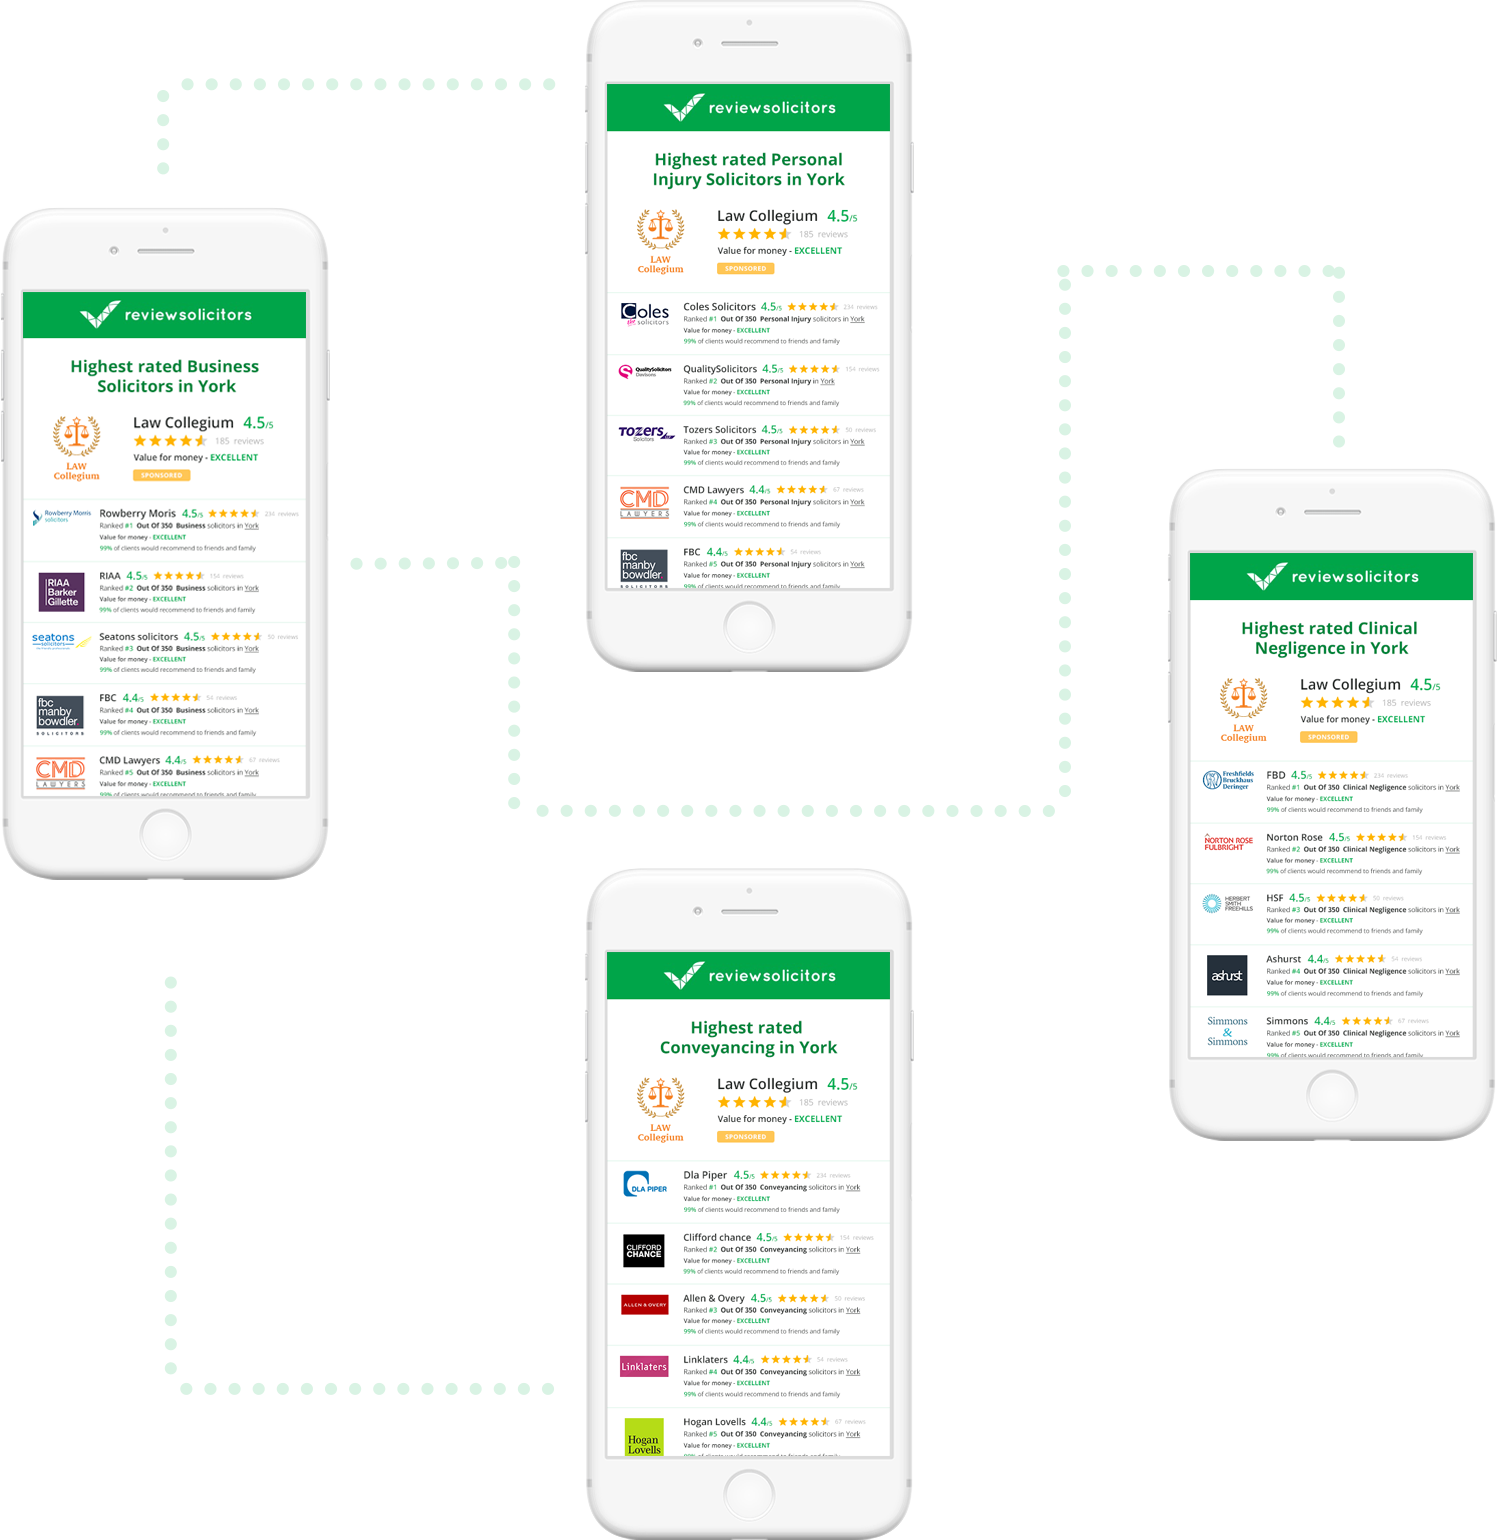 reviewsolicitors
Highest rated Personal
Injury Solicitors in York
LAW
Collegium
Law Collegium 4.5/5
185 reviews
Value for money - EXCELLENT
SPONSORED
Coles
solicitors
Coles Solicitors 4.5/5 234 reviews
Ranked #1 Out Of 350 Personal Injury solicitors in York
Value for money - EXCELLENT
99% of clients would recommend to friends and family
QualitySolicitors
Davisons
QualitySolicitors 4.5/5 154 reviews
Ranked #2 Out Of 350 Personal Injury in York
Value for money - EXCELLENT
99% of clients would recommend to friends and family
TOZERS LLP
Solicitors
Tozers Solicitors 4.5/5 50 reviews
Ranked #3 Out Of 350 Personal Injury solicitors in York
Value for money - EXCELLENT
99% of clients would recommend to friends and family
CMD
LAWYERS
CMD Lawyers 4.4/5 67 reviews
Ranked #4 Out Of 350 Personal Injury solicitors in York
Value for money - EXCELLENT
99% of clients would recommend to friends and family
fbc
manby
bowdler
SOLICITORS
FBC 4.4/5 54 reviews
Ranked #5 Out Of 350 Personal Injury solicitors in York
Value for money - EXCELLENT
99% of clients would recommend to friends and family
reviewsolicitors
Highest rated Business
Solicitors in York
LAW
Collegium
Law Collegium 4.5/5
185 reviews
Value for money - EXCELLENT
SPONSORED
Rowberry Morris
solicitors
Rowberry Moris 4.5/5 234 reviews
Ranked #1 Out Of 350 Business solicitors in York
Value for money - EXCELLENT
99% of clients would recommend to friends and family
RIAA
Barker
Gillette
RIAA 4.5/5 154 reviews
Ranked #2 Out Of 350 Business solicitors in York
Value for money - EXCELLENT
99% of clients would recommend to friends and family
seatons
solicitors
Seatons solicitors 4.5/5 50 reviews
Ranked #3 Out Of 350 Business solicitors in York
Value for money - EXCELLENT
99% of clients would recommend to friends and family
fbc
manby
bowdler
SOLICITORS
FBC 4.4/5 54 reviews
Ranked #4 Out Of 350 Business solicitors in York
Value for money - EXCELLENT
99% of clients would recommend to friends and family
CMD
LAWYERS
CMD Lawyers 4.4/5 67 reviews
Ranked #5 Out Of 350 Business solicitors in York
Value for money - EXCELLENT
99% of clients would recommend to friends and family
reviewsolicitors
Highest rated Clinical
Negligence in York
LAW
Collegium
Law Collegium 4.5/5
185 reviews
Value for money - EXCELLENT
SPONSORED
Freshfields
Bruckhaus
Deringer
FBD 4.5/5 234 reviews
Ranked #1 Out Of 350 Clinical Negligence solicitors in York
Value for money - EXCELLENT
99% of clients would recommend to friends and family
NORTON ROSE
FULBRIGHT
Norton Rose 4.5/5 154 reviews
Ranked #2 Out Of 350 Clinical Negligence solicitors in York
Value for money - EXCELLENT
99% of clients would recommend to friends and family
HERBERT
SMITH
FREEHILLS
HSF 4.5/5 50 reviews
Ranked #3 Out Of 350 Clinical Negligence solicitors in York
Value for money - EXCELLENT
99% of clients would recommend to friends and family
ashurst
Ashurst 4.4/5 54 reviews
Ranked #4 Out Of 350 Clinical Negligence solicitors in York
Value for money - EXCELLENT
99% of clients would recommend to friends and family
Simmons
&
Simmons
Simmons 4.4/5 67 reviews
Ranked #5 Out Of 350 Clinical Negligence solicitors in York
Value for money - EXCELLENT
99% of clients would recommend to friends and family
reviewsolicitors
Highest rated
Conveyancing in York
LAW
Collegium
Law Collegium 4.5/5
185 reviews
Value for money - EXCELLENT
SPONSORED
DLA PIPER
Dla Piper 4.5/5 234 reviews
Ranked #1 Out Of 350 Conveyancing solicitors in York
Value for money - EXCELLENT
99% of clients would recommend to friends and family
CLIFFORD
CHANCE
Clifford chance 4.5/5 154 reviews
Ranked #2 Out Of 350 Conveyancing solicitors in York
Value for money - EXCELLENT
99% of clients would recommend to friends and family
ALLEN & OVERY
Allen & Overy 4.5/5 50 reviews
Ranked #3 Out Of 350 Conveyancing solicitors in York
Value for money - EXCELLENT
99% of clients would recommend to friends and family
Linklaters
Linklaters 4.4/5 54 reviews
Ranked #4 Out Of 350 Conveyancing solicitors in York
Value for money - EXCELLENT
99% of clients would recommend to friends and family
Hogan
Lovells
Hogan Lovells 4.4/5 67 reviews
Ranked #5 Out Of 350 Conveyancing solicitors in York
Value for money - EXCELLENT